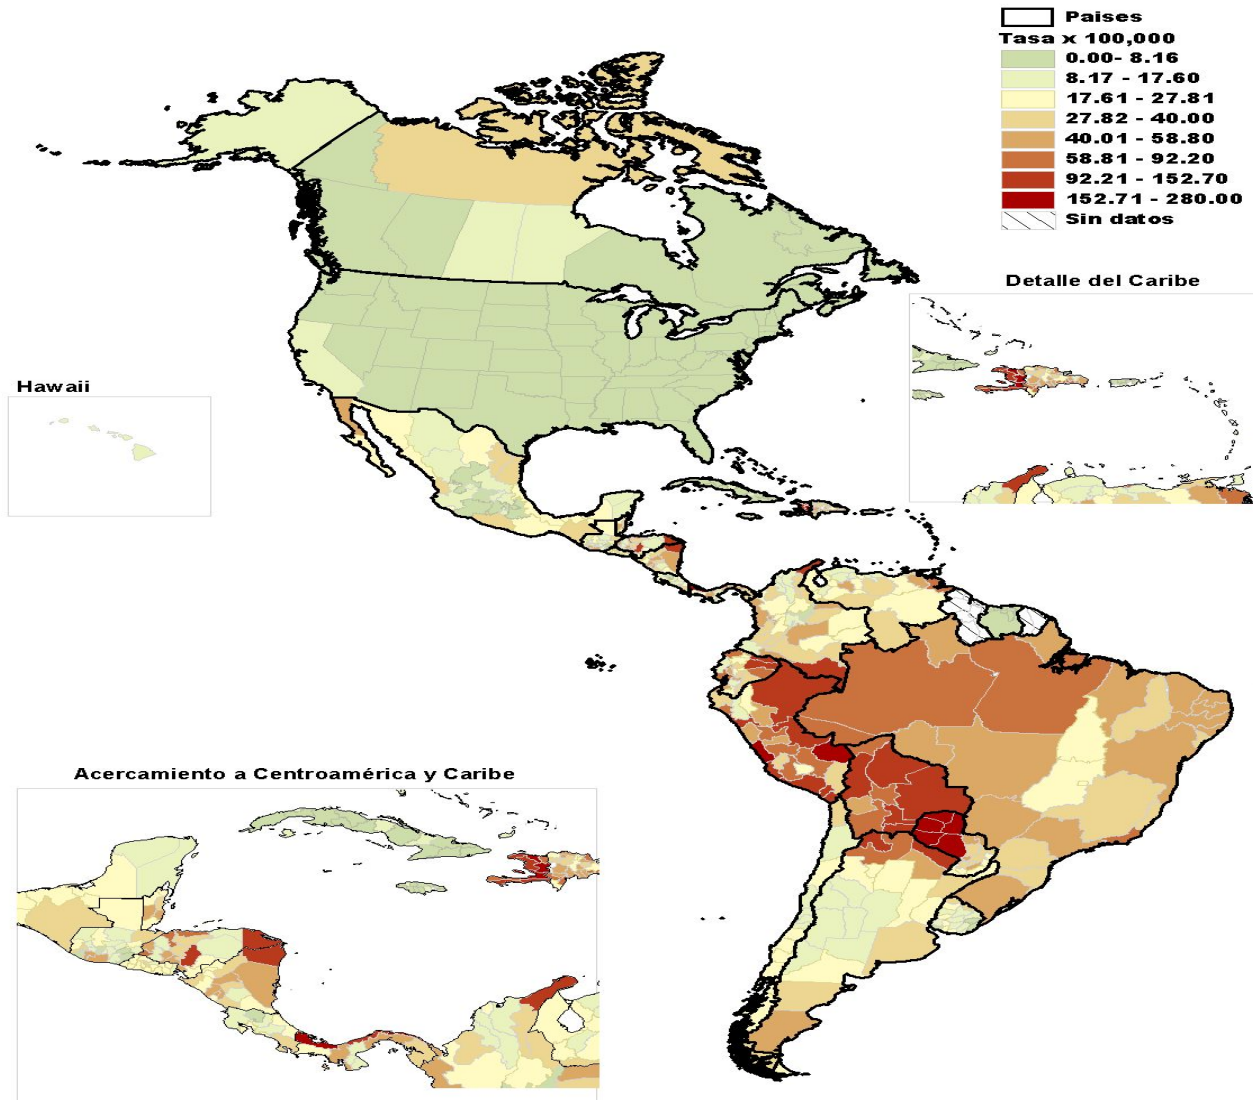 Paises
Tasa x 100,000
0.00- 8.16
8.17 - 17.60
17.61 - 27.81
27.82 - 40.00
40.01 - 58.80
58.81 - 92.20
92.21 - 152.70
152.71 - 280.00
Sin datos
Detalle del Caribe
Hawaii
Acercamiento a Centroamérica y Caribe